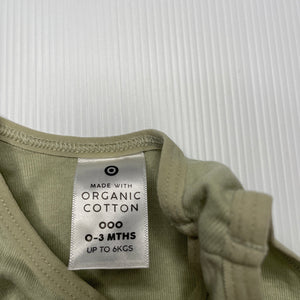 MADE WITH
ORGANIC
COTTON
000
0-3 MTHS
UP TO 6KGS